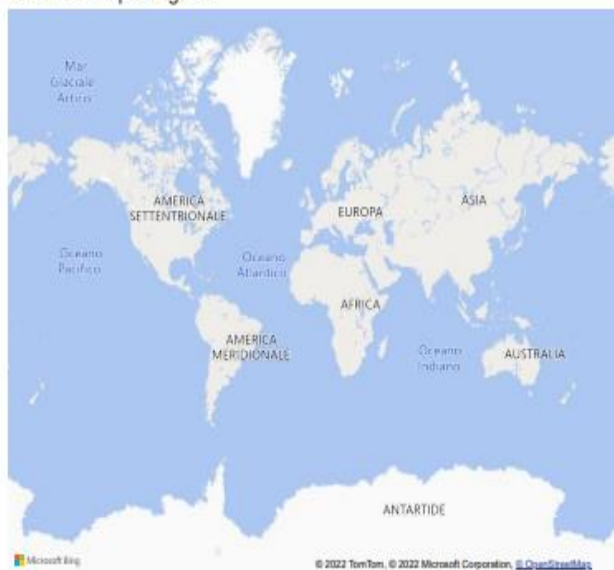 Mar
Glaciale
Artico
AMERICA
SETTENTRIONALE
EUROPA
ASIA
Oceano
Pacifico
Oceano
Atlantico
AFRICA
AMERICA
MERIDIONALE
Oceano
Indiano
AUSTRALIA
ANTARTIDE
Microsoft Bing
© 2022 TomTom, © 2022 Microsoft Corporation, © OpenStreetMap